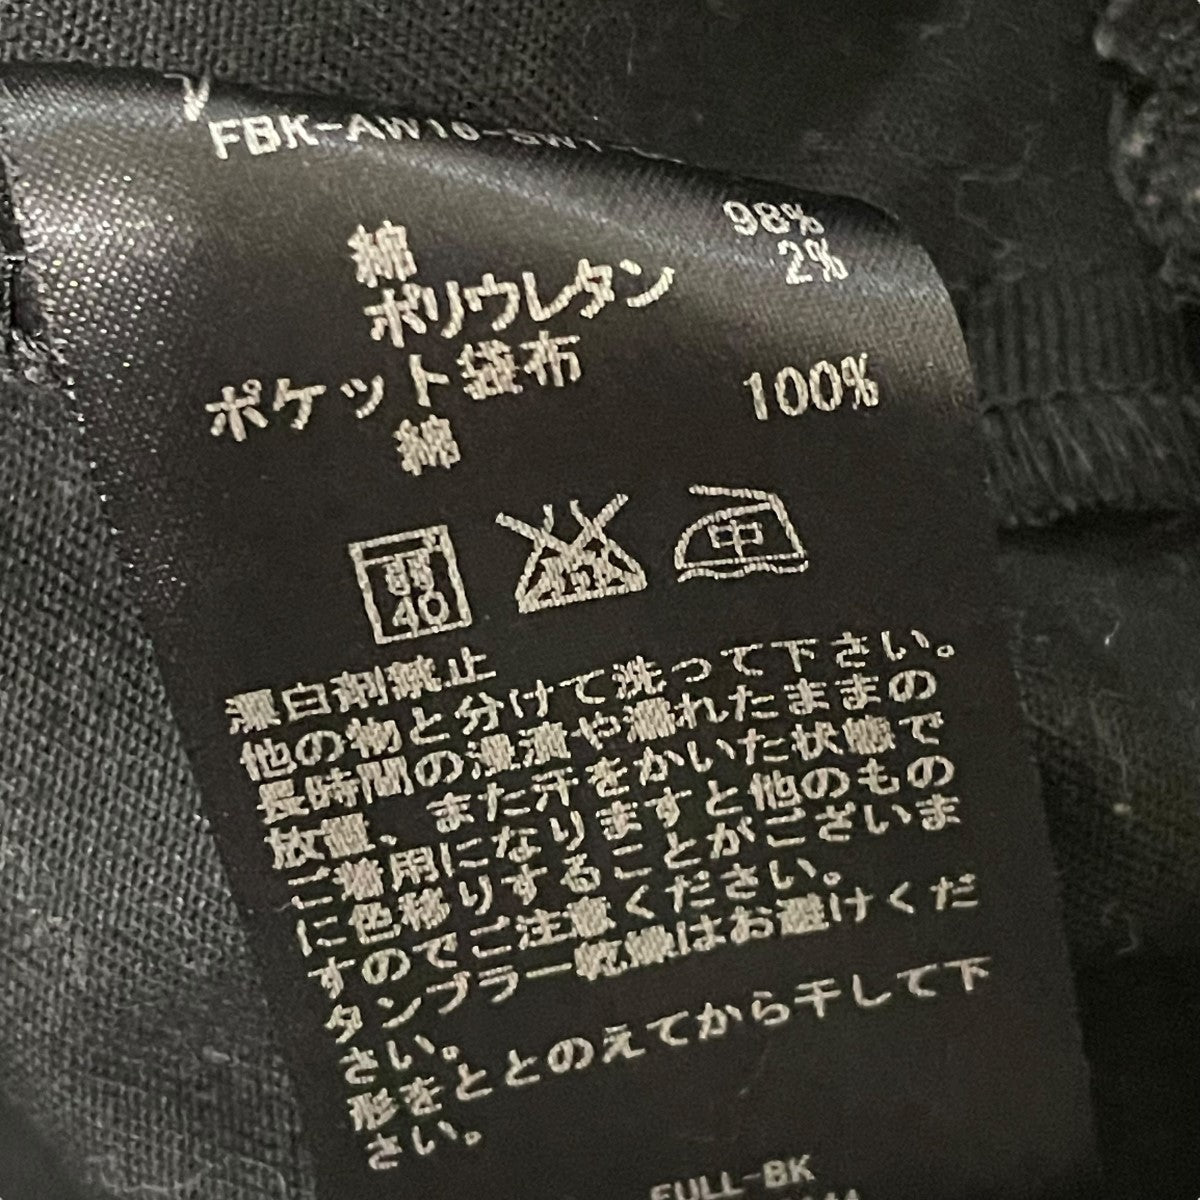 FBK-AW16-SW1
綿 98%
ポリウレタン 2%
ポケット袋布
綿 100%
40
中
漂白剤禁止
他の物と分けて洗って下さい。
長時間の浸漬や濡れたままの
放置、また汗をかいた状態で
ご着用になりますと他のもの
に色移りすることがございま
すのでご注意ください。
タンブラー乾燥はお避けくだ
さい。
形をととのえてから干して下
さい。
FULL-BK